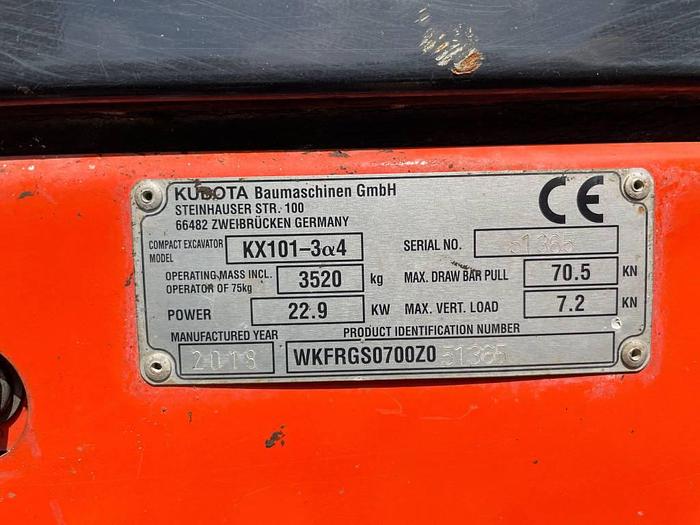 KUBOTA Baumaschinen GmbH
STEINHAUSER STR. 100
66482 ZWEIBRÜCKEN GERMANY
CE
COMPACT EXCAVATOR MODEL KX101-3α4 SERIAL NO. 51365
OPERATING MASS INCL. OPERATOR OF 75kg 3520 kg MAX. DRAW BAR PULL 70.5 KN
POWER 22.9 KW MAX. VERT. LOAD 7.2 KN
MANUFACTURED YEAR PRODUCT IDENTIFICATION NUMBER
2018 WKFRGS0700Z0 51365